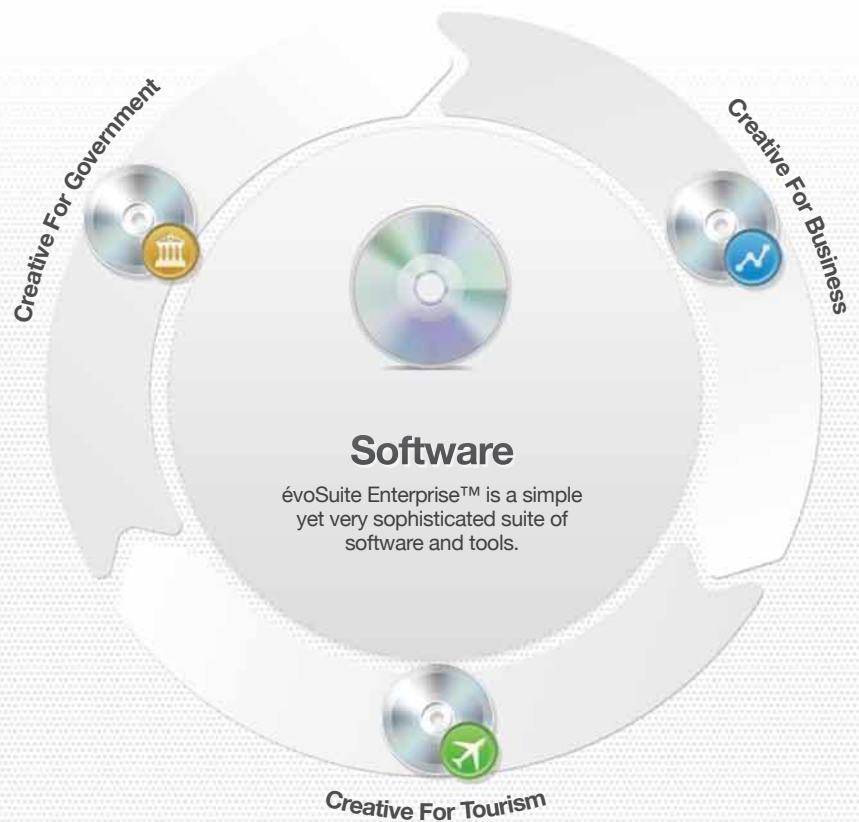 Creative For Government
Creative For Business
Software
évoSuite Enterprise™ is a simple
yet very sophisticated suite of
software and tools.
Creative For Tourism